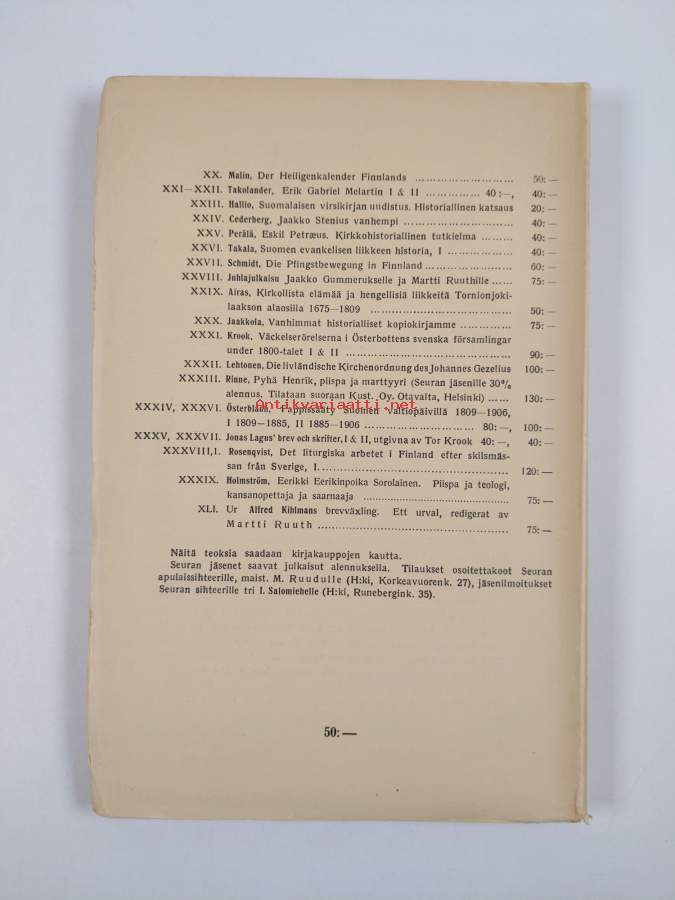 XX. Malin, Der Heiligenkalender Finnlands ........................... 50: —
XXI—XXII. Takolander, Erik Gabriel Melartin I & II ............... 40: —, 40: —
XXIII. Hallio, Suomalaisen virsikirjan uudistus. Historiallinen katsaus 20: —
XXIV. Cederberg, Jaakko Stenius vanhempi .............................. 40: —
XXV. Perälä, Eskil Petræus. Kirkkohistoriallinen tutkielma ......... 40: —
XXVI. Takala, Suomen evankelisen liikkeen historia, I .................. 40: —
XXVII. Schmidt, Die Pfingstbewegung in Finnland ........................ 60: —
XXVIII. Juhlajulkaisu Jaakko Gummerukselle ja Martti Ruuthille ...... 75: —
XXIX. Airas, Kirkollista elämää ja hengellisiä liikkeitä Tornionjoki-
laakson alaosilla 1675—1809 .............................. 50: —
XXX. Jaakkola, Vanhimmat historialliset kopiokirjamme ............... 75: —
XXXI. Krook, Väckelserörelserna i Österbottens svenska församlingar
under 1800-talet I & II .................................... 90: —
XXXII. Lehtonen, Die livländische Kirchenordnung des Johannes Gezelius 100: —
XXXIII. Rinne, Pyhä Henrik, piispa ja marttyyri (Seuran jäsenille 30%
alennus. Tilataan suoraan Kust. Oy. Otavalta, Helsinki) ...... 130: —
XXXIV, XXXVI. Österbladh, Pappissääty Suomen valtiopäivillä 1809—1906,
I 1809—1885, II 1885—1906 ........................ 80: —, 100: —
XXXV, XXXVII. Jonas Lagus' brev och skrifter, I & II, utgivna av Tor Krook 40: —, 40: —
XXXVIII,1. Rosenqvist, Det liturgiska arbetet i Finland efter skilsmäs-
san från Sverige, I. .......................................... 120: —
XXXIX. Holmström, Eerikki Eerikinpoika Sorolainen. Piispa ja teologi,
kansanopettaja ja saarnaaja .................................... 75: —
XLI. Ur Alfred Kihlmans brevväxling. Ett urval, redigerat av
Martti Ruuth .......................................... 75: —
Antikvariaatti.net
Näitä teoksia saadaan kirjakauppojen kautta.
Seuran jäsenet saavat julkaisut alennuksella. Tilaukset osoitettakoot Seuran
apulaissihteerille, maist. M. Ruudulle (H:ki, Korkeavuorenk. 27), jäsenilmoitukset
Seuran sihteerille tri I. Salomiehelle (H:ki, Runebergink. 35).
50: —